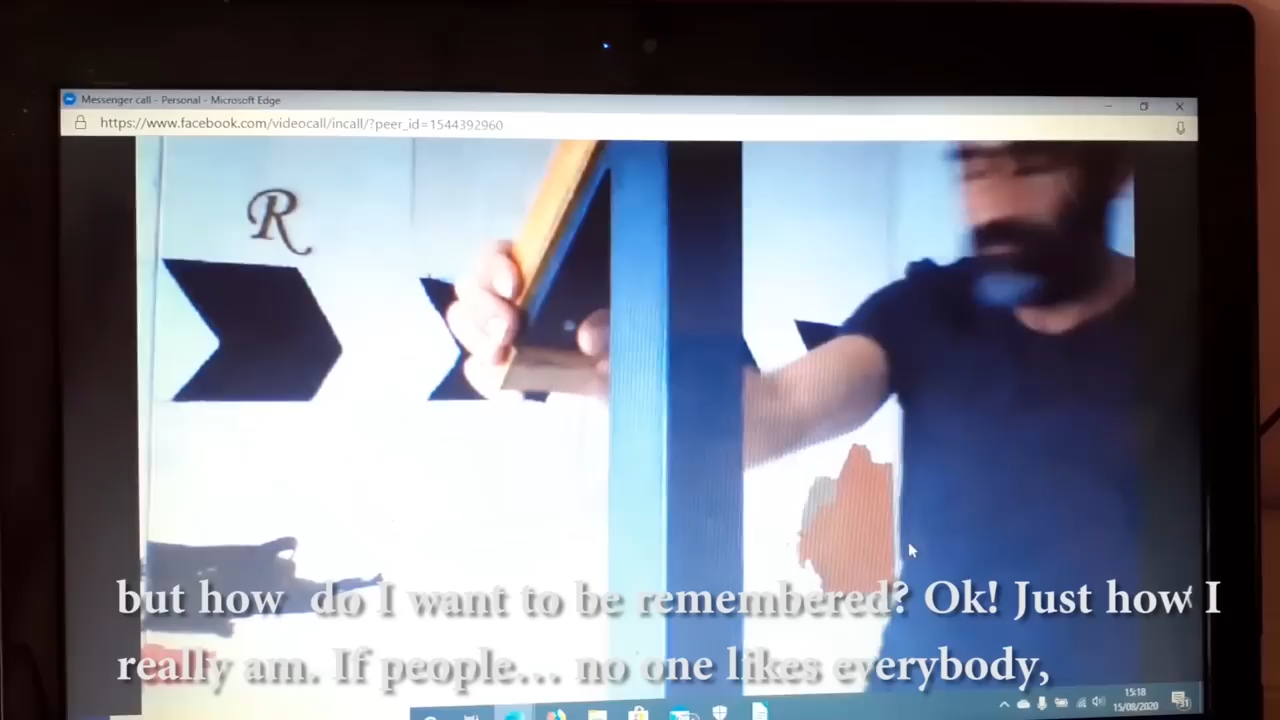 Messenger call - Personal - Microsoft Edge
https://www.facebook.com/videocall/incall/?peer_id=1544392960
R
but how do I want to be remembered? Ok! Just how I
really am. If people... no one likes everybody,
15:18
15/08/2020